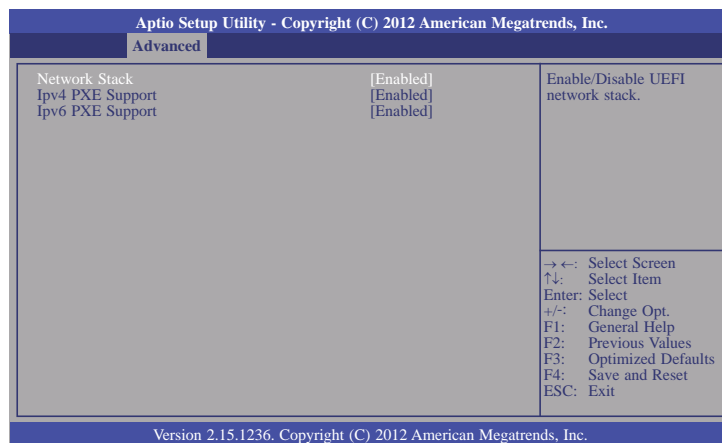 Aptio Setup Utility - Copyright (C) 2012 American Megatrends, Inc.
Advanced
Network Stack [Enabled]
Ipv4 PXE Support [Enabled]
Ipv6 PXE Support [Enabled]
Enable/Disable UEFI
network stack.
→ ←: Select Screen
↑↓: Select Item
Enter: Select
+/-: Change Opt.
F1: General Help
F2: Previous Values
F3: Optimized Defaults
F4: Save and Reset
ESC: Exit
Version 2.15.1236. Copyright (C) 2012 American Megatrends, Inc.